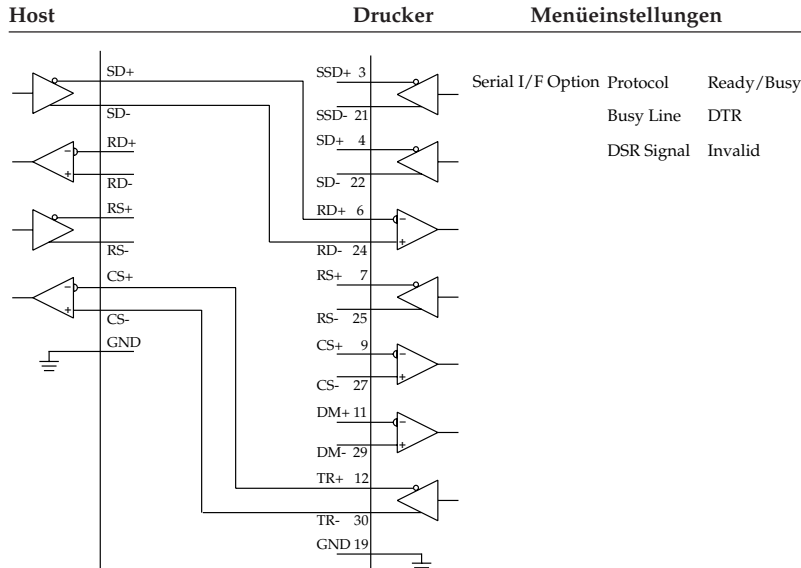 Host Drucker Menüeinstellungen
SD+ SSD+ 3 Serial I/F Option Protocol Ready/Busy
SD- SSD- 21 Busy Line DTR
RD+ SD+ 4 DSR Signal Invalid
RD- SD- 22
RS+ RD+ 6
RS- RD- 24
CS+ RS+ 7
CS- RS- 25
GND CS+ 9
CS- 27
DM+ 11
DM- 29
TR+ 12
TR- 30
GND 19